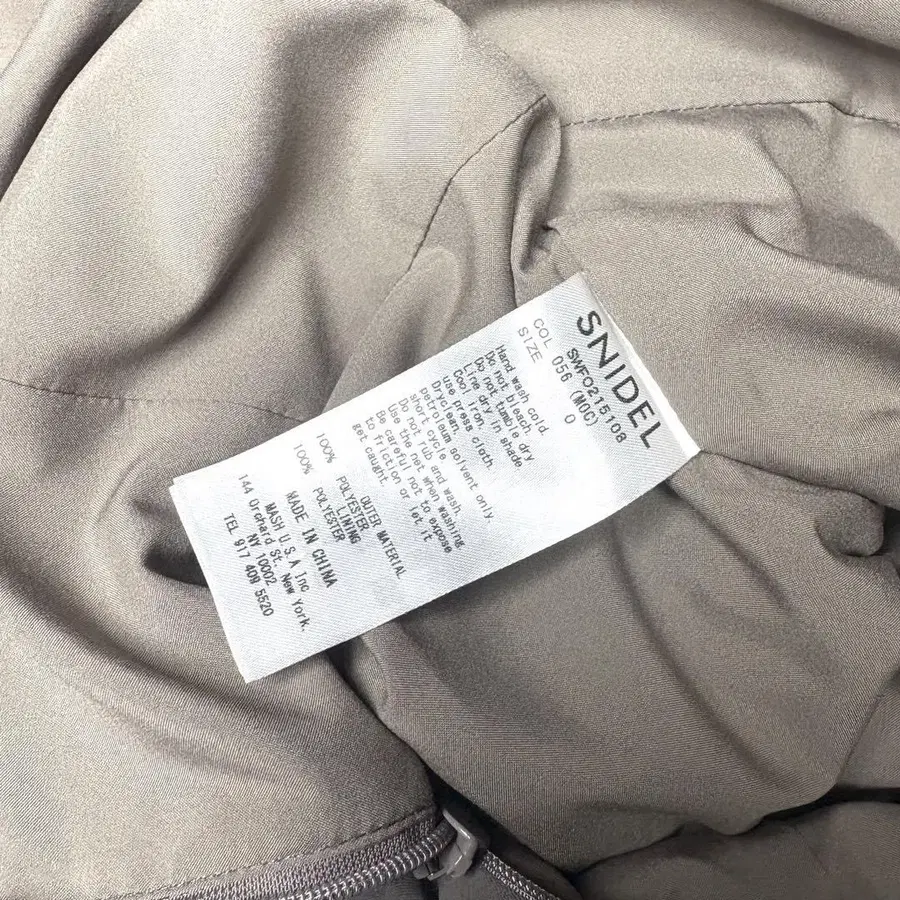 SNIDEL
SWFO215108
COL 056 (MOC)
SIZE 0
Hand wash cold.
Do not bleach.
Do not tumble dry
Line dry in shade
Cool iron.
use press cloth.
Dryclean.
petroleum solvent only.
short cycle
Do not rub and wash.
Use the net when washing
Be careful not to expose
to friction or let it
get caught.
OUTER MATERIAL
100% POLYESTER
LINING
100% POLYESTER
MADE IN CHINA
MASH U.S.A Inc
144 Orchard St. New York.
NY 10002
TEL 917 409 5520